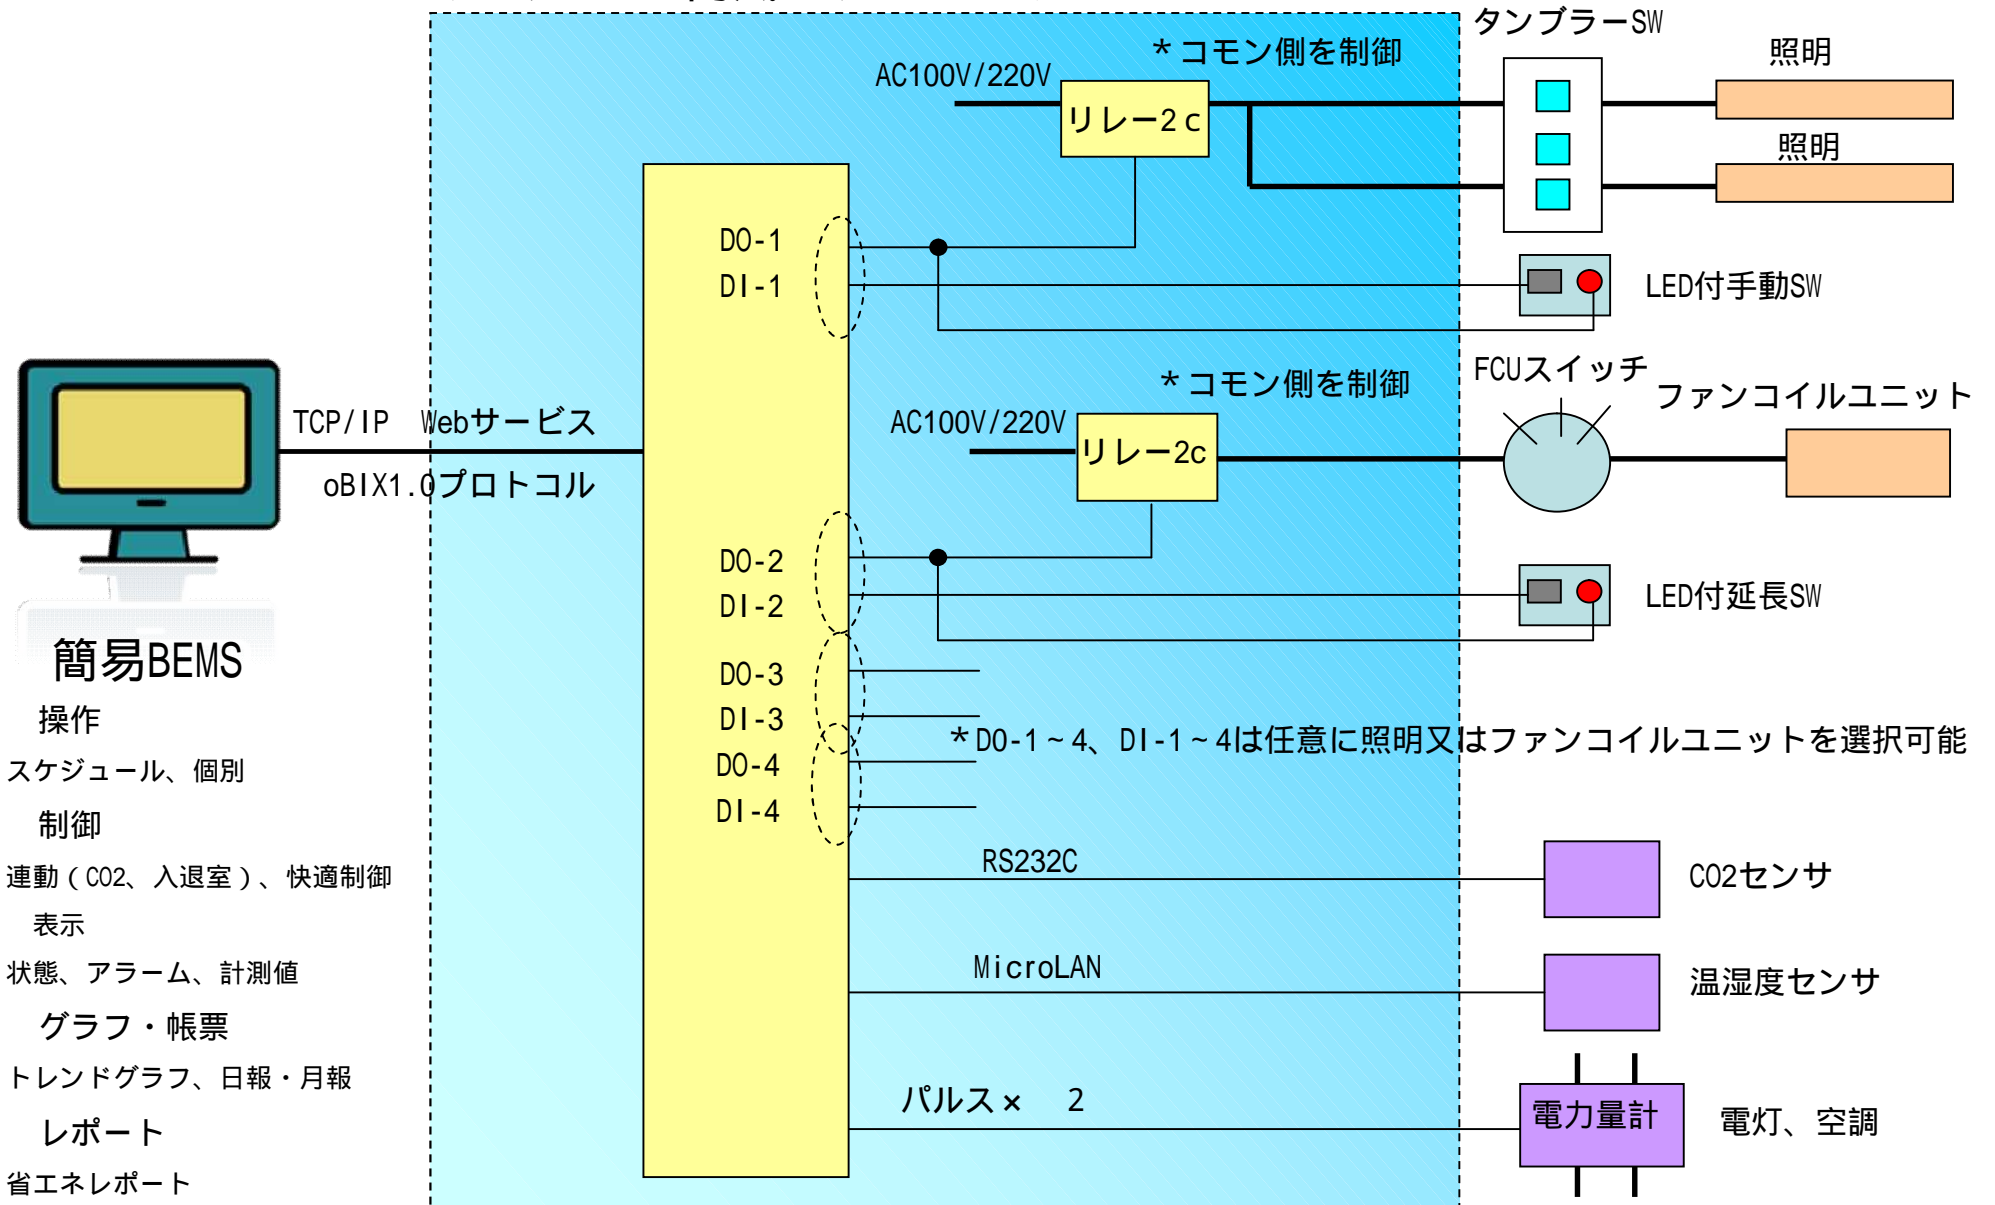 タンブラーSW
*コモン側を制御
照明
AC100V/220V
リレー2c
照明
DO-1
DI-1
LED付手動SW
*コモン側を制御
FCUスイッチ
ファンコイルユニット
AC100V/220V
リレー2c
TCP/IP Webサービス
oBIX1.0プロトコル
DO-2
DI-2
LED付延長SW
簡易BEMS
DO-3
DI-3
操作
*DO-1~4、DI-1~4は任意に照明又はファンコイルユニットを選択可能
DO-4
スケジュール、個別
DI-4
制御
RS232C
CO2センサ
連動(CO2、入退室)、快適制御
表示
状態、アラーム、計測値
MicroLAN
温湿度センサ
グラフ・帳票
トレンドグラフ、日報・月報
パルス× 2
電力量計
電灯、空調
レポート
省エネレポート